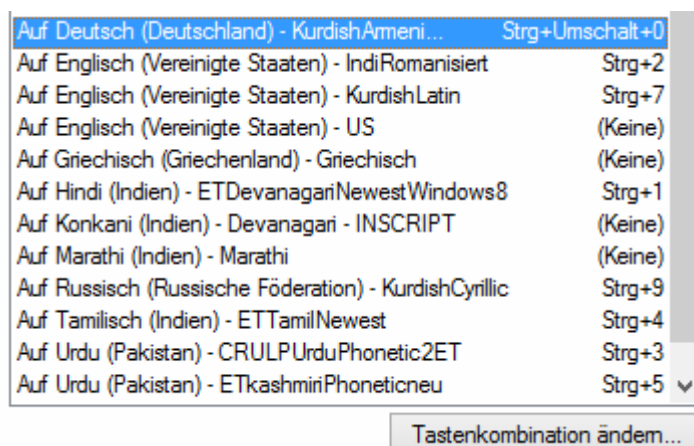 Auf Deutsch (Deutschland) - KurdishArmeni... Strg+Umschalt+0
Auf Englisch (Vereinigte Staaten) - IndiRomanisiert Strg+2
Auf Englisch (Vereinigte Staaten) - KurdishLatin Strg+7
Auf Englisch (Vereinigte Staaten) - US (Keine)
Auf Griechisch (Griechenland) - Griechisch (Keine)
Auf Hindi (Indien) - ETDevanagariNewestWindows8 Strg+1
Auf Konkani (Indien) - Devanagari - INSCRIPT (Keine)
Auf Marathi (Indien) - Marathi (Keine)
Auf Russisch (Russische Föderation) - KurdishCyrillic Strg+9
Auf Tamilisch (Indien) - ETTamilNewest Strg+4
Auf Urdu (Pakistan) - CRULPUrduPhonetic2ET Strg+3
Auf Urdu (Pakistan) - ETkashmiriPhoneticneu Strg+5
Tastenkombination ändern...